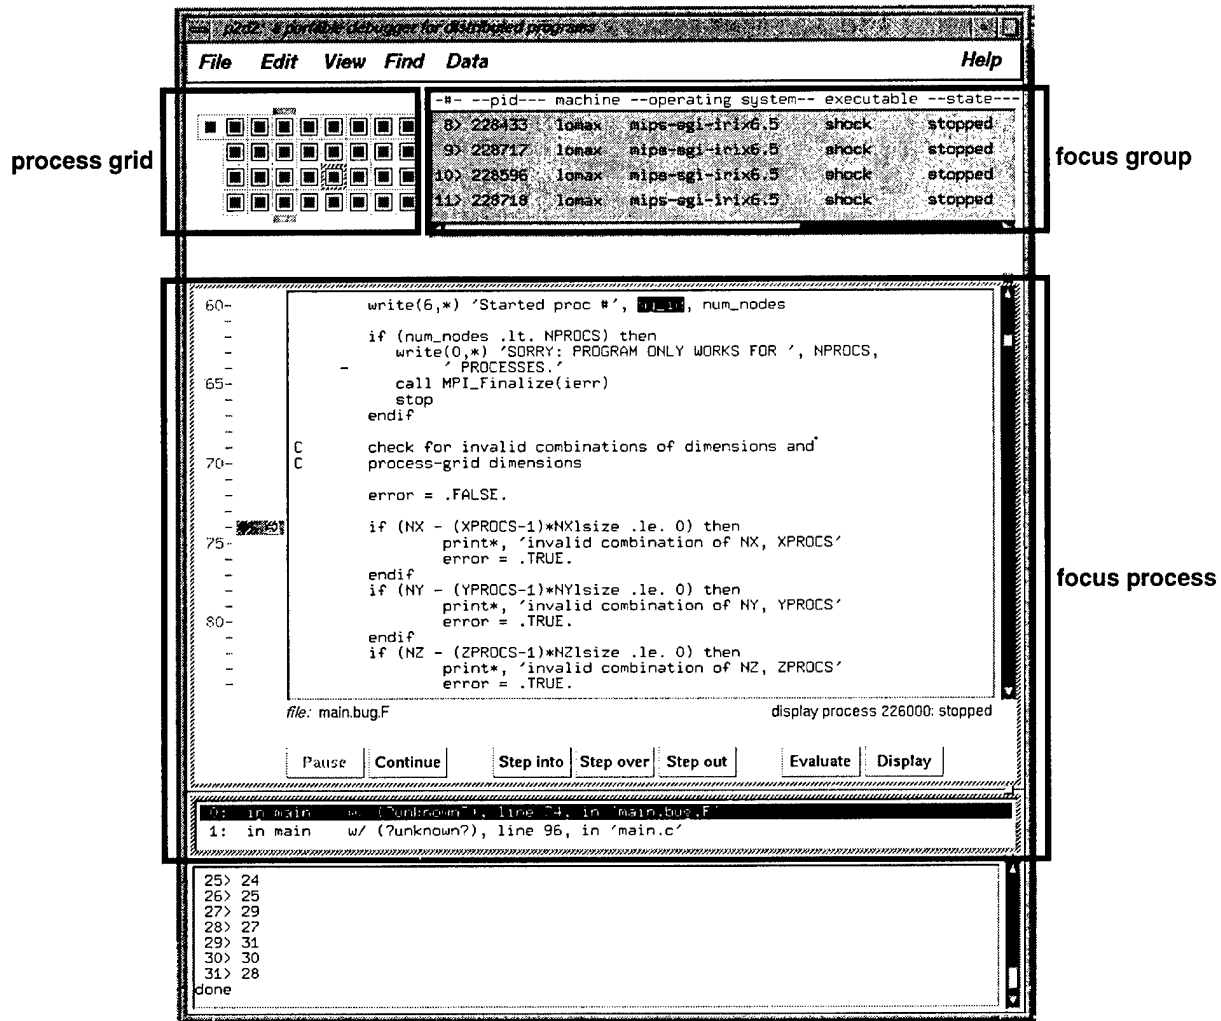 p2d2: a portable debugger for distributed programs
File Edit View Find Data Help
-#- --pid--- machine --operating system-- executable --state---
8> 228433 lomax mips-sgi-irix6.5 shock stopped
9> 228717 lomax mips-sgi-irix6.5 shock stopped
10> 228596 lomax mips-sgi-irix6.5 shock stopped
11> 228718 lomax mips-sgi-irix6.5 shock stopped
process grid
focus group
60- write(6,*) 'Started proc #', , num_nodes
if (num_nodes .lt. NPROCS) then
write(0,*) 'SORRY: PROGRAM ONLY WORKS FOR ', NPROCS,
- ' PROCESSES.'
65- call MPI_Finalize(ierr)
stop
endif
C check for invalid combinations of dimensions and
70- C process-grid dimensions
error = .FALSE.
if (NX - (XPROCS-1)*NXlsize .le. 0) then
75- print*, 'invalid combination of NX, XPROCS'
error = .TRUE.
endif
if (NY - (YPROCS-1)*NYlsize .le. 0) then
print*, 'invalid combination of NY, YPROCS'
80- error = .TRUE.
endif
if (NZ - (ZPROCS-1)*NZlsize .le. 0) then
print*, 'invalid combination of NZ, ZPROCS'
error = .TRUE.
focus process
file: main.bug.F display process 226000: stopped
Pause Continue Step into Step over Step out Evaluate Display
0: in main w/ (?unknown?), line 74, in 'main.bug.F'
1: in main w/ (?unknown?), line 96, in 'main.c'
25> 24
26> 25
27> 29
28> 27
29> 31
30> 30
31> 28
done